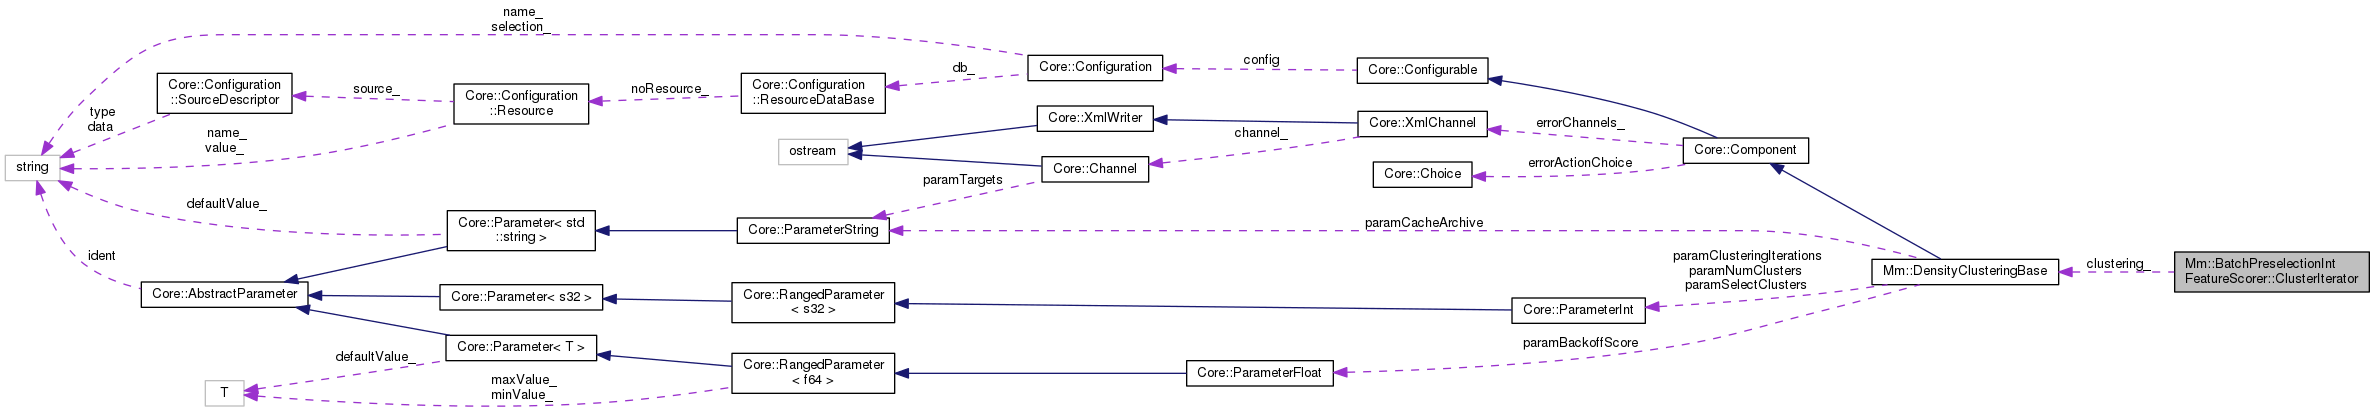 name_
selection_
Core::Configuration
::SourceDescriptor
source_
Core::Configuration
::Resource
noResource_
Core::Configuration
::ResourceDataBase
db_
Core::Configuration
config
Core::Configurable
type
data
name_
value_
Core::XmlWriter
Core::XmlChannel
errorChannels_
channel_
ostream
Core::Component
string
Core::Channel
errorActionChoice
Core::Choice
paramTargets
defaultValue_
Core::Parameter< std
::string >
Core::ParameterString
paramCacheArchive
ident
paramClusteringIterations
paramNumClusters
paramSelectClusters
Mm::DensityClusteringBase
clustering_
Mm::BatchPreselectionInt
FeatureScorer::ClusterIterator
Core::AbstractParameter
Core::Parameter< s32 >
Core::RangedParameter
< s32 >
Core::ParameterInt
Core::Parameter< T >
defaultValue_
paramBackoffScore
Core::RangedParameter
< f64 >
Core::ParameterFloat
maxValue_
minValue_
T